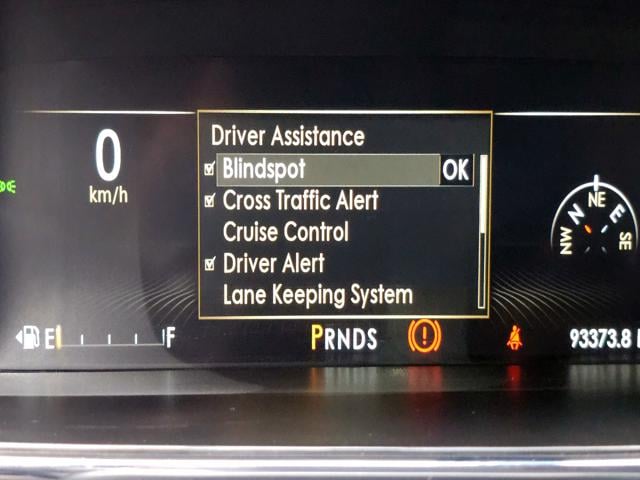 Driver Assistance
0
km/h
Blindspot OK
Cross Traffic Alert
Cruise Control
Driver Alert
Lane Keeping System
NW N NE E SE
E F
PRNDS
93373.8